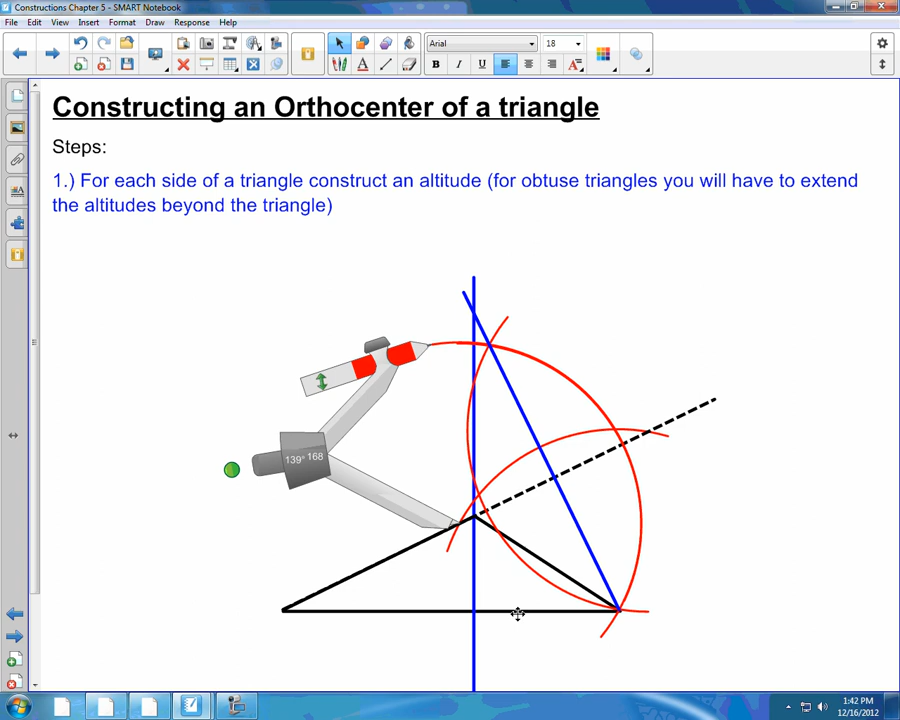 Constructions Chapter 5 - SMART Notebook
File Edit View Insert Format Draw Response Help
Arial 18
B I U A
Constructing an Orthocenter of a triangle
Steps:
1.) For each side of a triangle construct an altitude (for obtuse triangles you will have to extend
the altitudes beyond the triangle)
139° 168
1:42 PM
12/16/2012